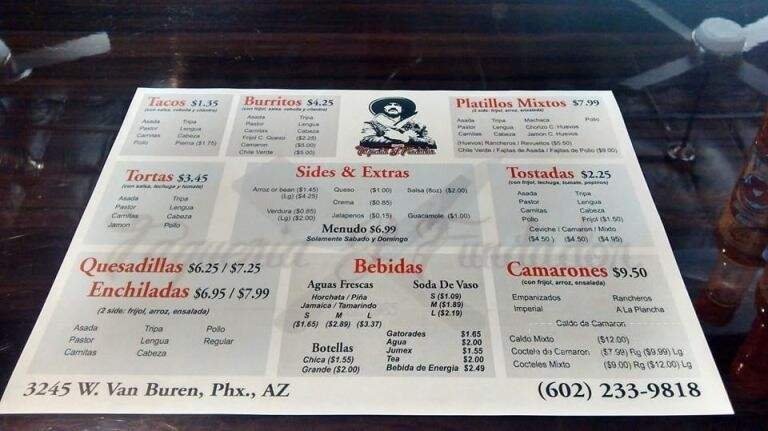 Tacos $1.35
(con salsa, cebolla y cilantro)
Asada Tripa
Pastor Lengua
Carnitas Cabeza
Pollo Pierna ($1.75)
Burritos $4.25
(con frijol, salsa, cebolla y cilantro)
Asada Tripa
Pastor Lengua
Carnitas Cabeza
Frijol C. Queso ($2.25)
Camaron ($5.00)
Chile Verde ($5.00)
Platillos Mixtos $7.99
(2 side: frijol, arroz, ensalada)
Asada Tripa Machaca Pollo
Pastor Lengua Chorizo C. Huevos
Carnitas Cabeza Jamon C. Huevos
(Huevos) Rancheros / Revueltos ($5.50)
Chile Verde / Fajitas de Asada / Fajitas de Pollo ($9.00)
Tortas $3.45
(con salsa, lechuga y tomate)
Asada Tripa
Pastor Lengua
Carnitas Cabeza
Jamon Pollo
Sides & Extras
Arroz or bean ($1.45) Queso ($1.00) Salsa (8oz) ($2.00)
(Lg) ($4.25)
Crema ($0.85)
Verdura ($0.85) Jalapenos ($0.15) Guacamole ($1.00)
(Lg) ($2.00)
Menudo $6.99
Solamente Sabado y Domingo
Tostadas $2.25
(con frijol, lechuga, tomate, pepinos)
Asada Tripa
Pastor Lengua
Carnitas Cabeza
Pollo Frijol ($1.50)
Ceviche / Camaron / Mixto
($4.50) ($4.50) ($4.95)
Quesadillas $6.25 / $7.25
Enchiladas $6.95 / $7.99
(2 side: frijol, arroz, ensalada)
Asada Tripa Pollo
Pastor Lengua Regular
Carnitas Cabeza
Bebidas
Aguas Frescas
Horchata / Piña
Jamaica / Tamarindo
S M L
($1.65) ($2.89) ($3.37)
Soda De Vaso
S ($1.09)
M ($1.89)
L ($2.19)
Botellas
Chica ($1.55)
Grande ($2.00)
Gatorades $1.65
Agua $2.00
Jumex $1.55
Tea $2.00
Bebida de Energia $2.49
Camarones $9.50
(con frijol, arroz, ensalada)
Empanizados Rancheros
Imperial A La Plancha
Caldo de Camaron
Caldo Mixto ($12.00)
Coctele de Camaron ($7.99) Rg ($9.99) Lg
Cocteles Mixto ($9.00) Rg ($12.00) Lg
3245 W. Van Buren, Phx., AZ
(602) 233-9818